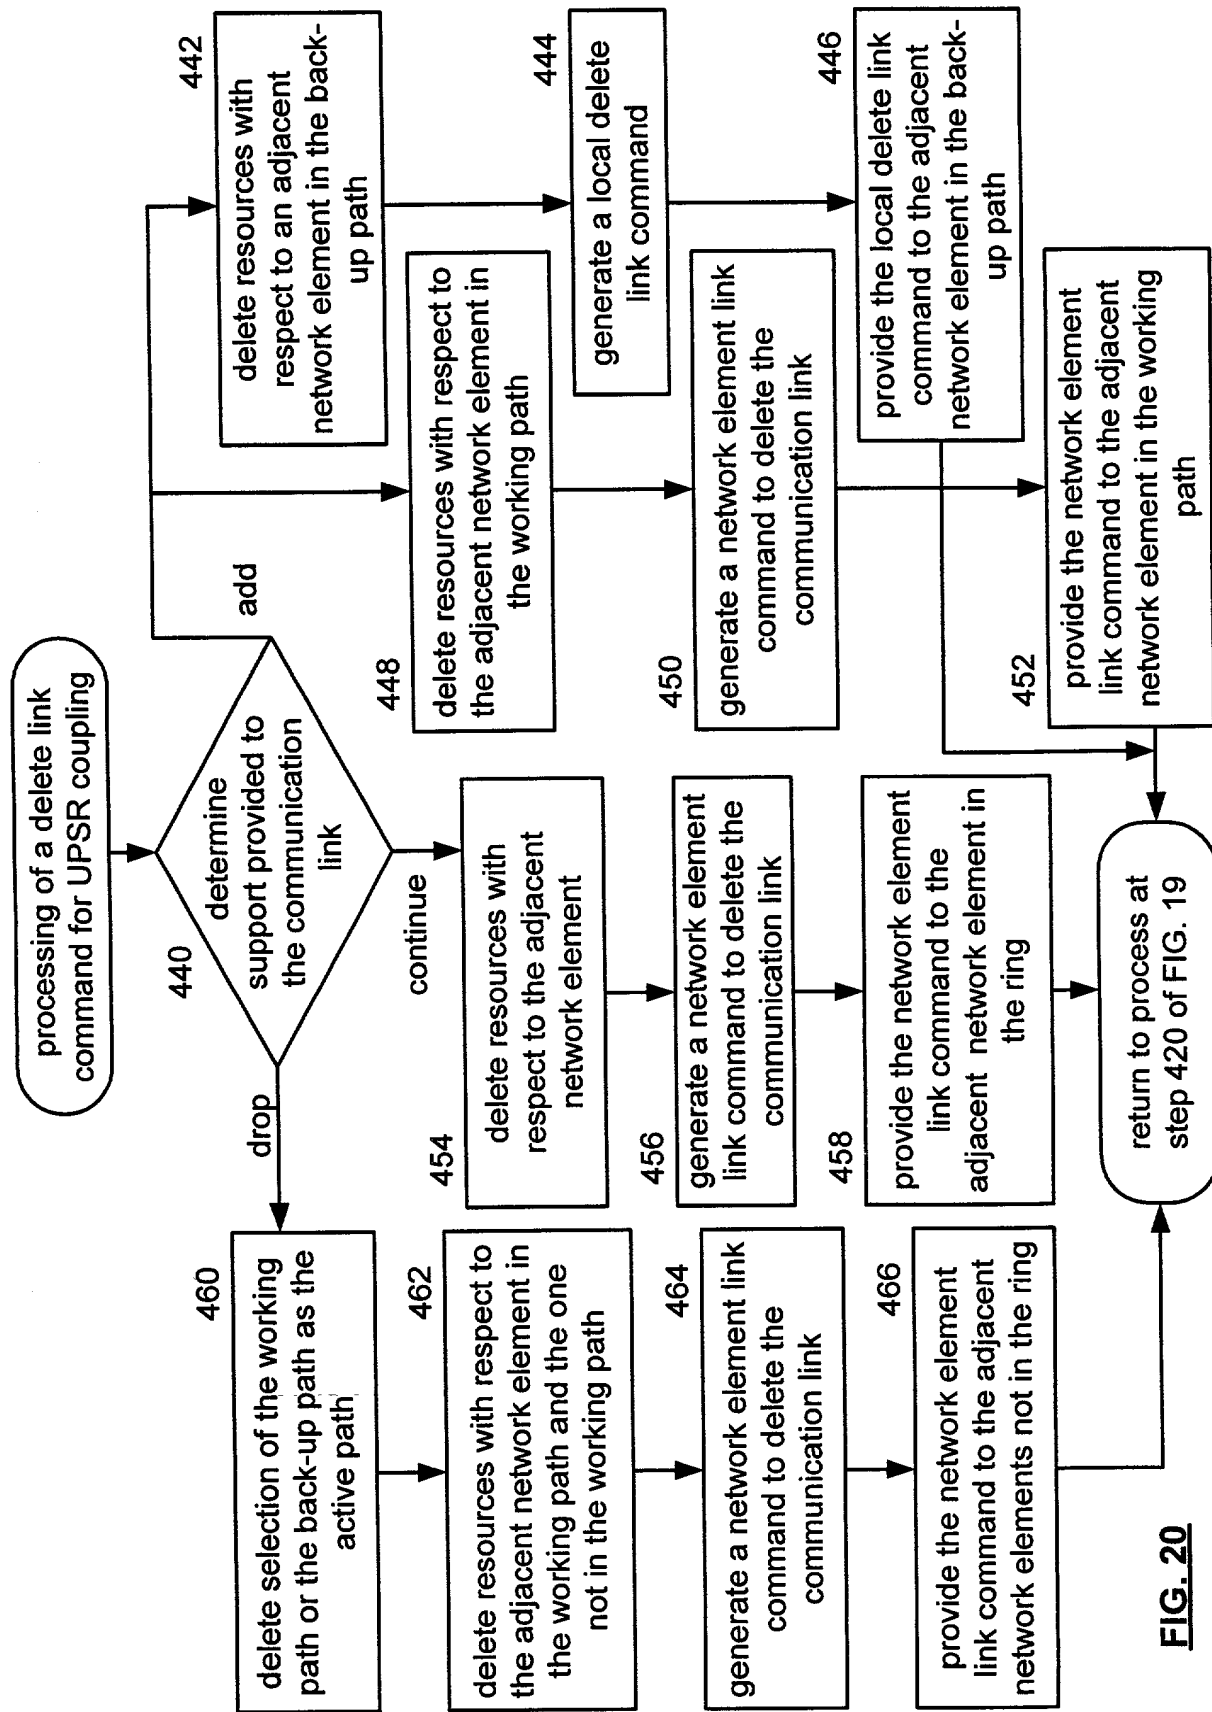 processing of a delete link
command for UPSR coupling
440
determine
support provided to
the communication
link
drop
continue
add
460
delete selection of the working
path or the back-up path as the
active path
462
delete resources with respect to
the adjacent network element in
the working path and the one
not in the working path
464
generate a network element link
command to delete the
communication link
466
provide the network element
link command to the adjacent
network elements not in the ring
454
delete resources with
respect to the adjacent
network element
456
generate a network element
link command to delete the
communication link
458
provide the network element
link command to the
adjacent network element in
the ring
448
delete resources with respect to
the adjacent network element in
the working path
450
generate a network element link
command to delete the
communication link
452
provide the network element
link command to the adjacent
network element in the working
path
442
delete resources with
respect to an adjacent
network element in the back-
up path
444
generate a local delete
link command
446
provide the local delete link
command to the adjacent
network element in the back-
up path
return to process at
step 420 of FIG. 19
FIG. 20